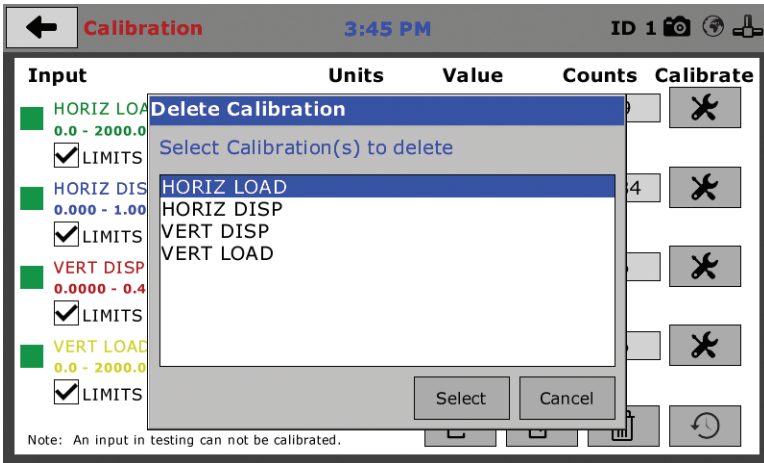 Calibration 3:45 PM ID 1
Input Units Value Counts Calibrate
HORIZ LOA
0.0 - 2000.0
LIMITS
HORIZ DIS
0.000 - 1.00
34
LIMITS
VERT DISP
0.0000 - 0.4
LIMITS
VERT LOAD
0.0 - 2000.0
LIMITS
Note: An input in testing can not be calibrated.
Delete Calibration
Select Calibration(s) to delete
HORIZ LOAD
HORIZ DISP
VERT DISP
VERT LOAD
Select Cancel